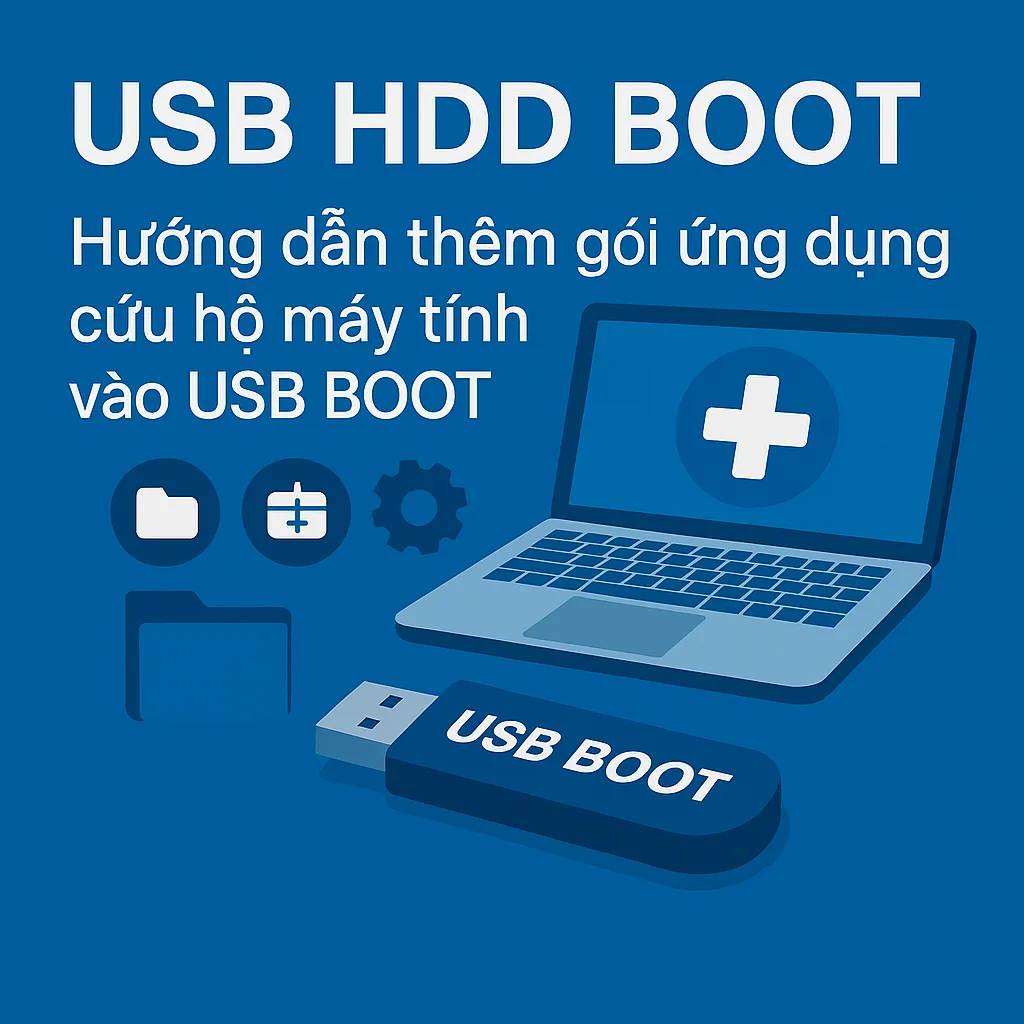 USB HDD BOOT
Hướng dẫn thêm gói ứng dụng
cứu hộ máy tính
vào USB BOOT
USB BOOT